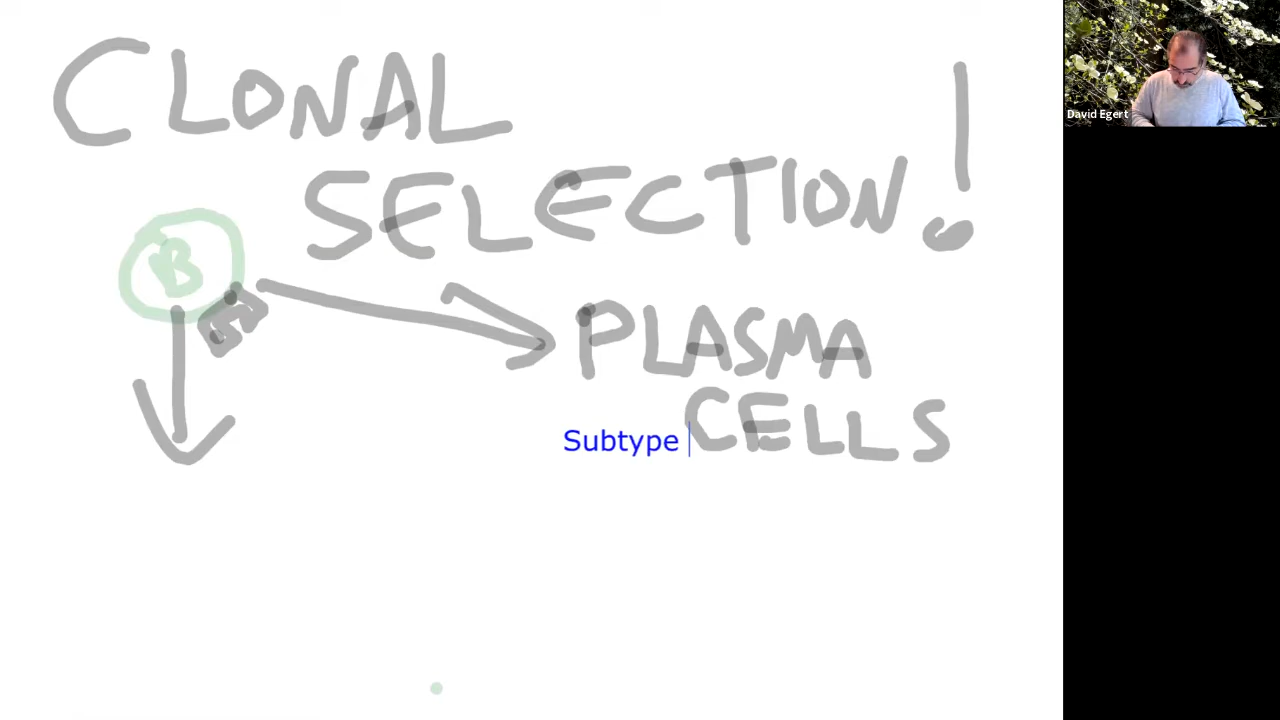 CLONAL
SELECTION!
David Egert
B
PLASMA
CELLS
Subtype